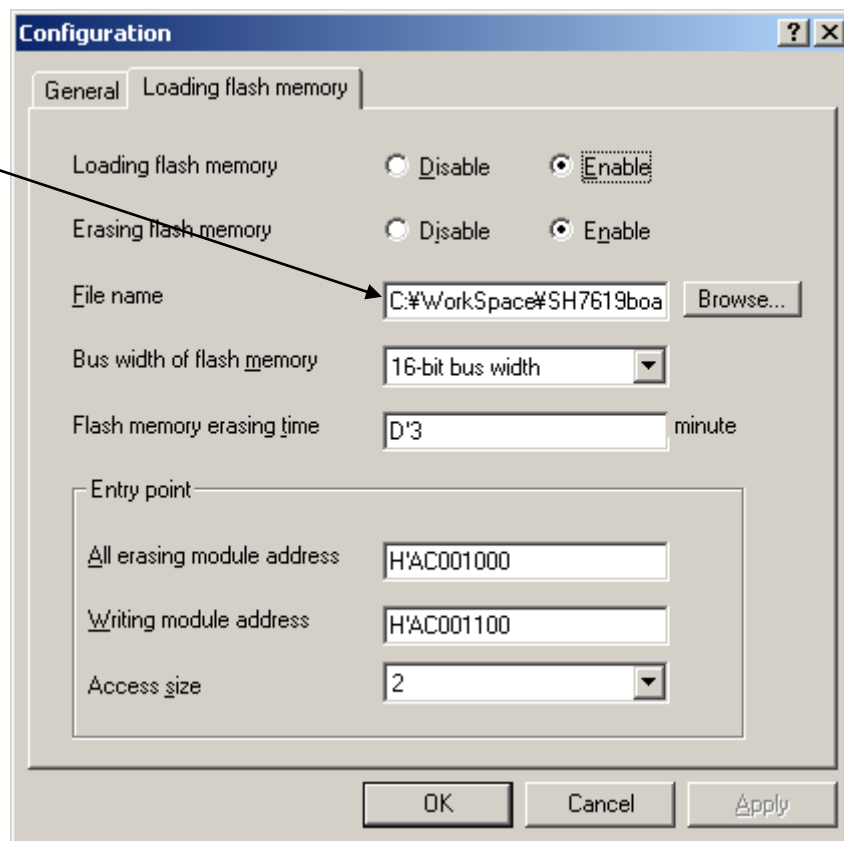 Configuration
General Loading flash memory
Loading flash memory Disable Enable
Erasing flash memory Disable Enable
File name C:¥WorkSpace¥SH7619boa Browse...
Bus width of flash memory 16-bit bus width
Flash memory erasing time D'3 minute
Entry point
All erasing module address H'AC001000
Writing module address H'AC001100
Access size 2
OK Cancel Apply